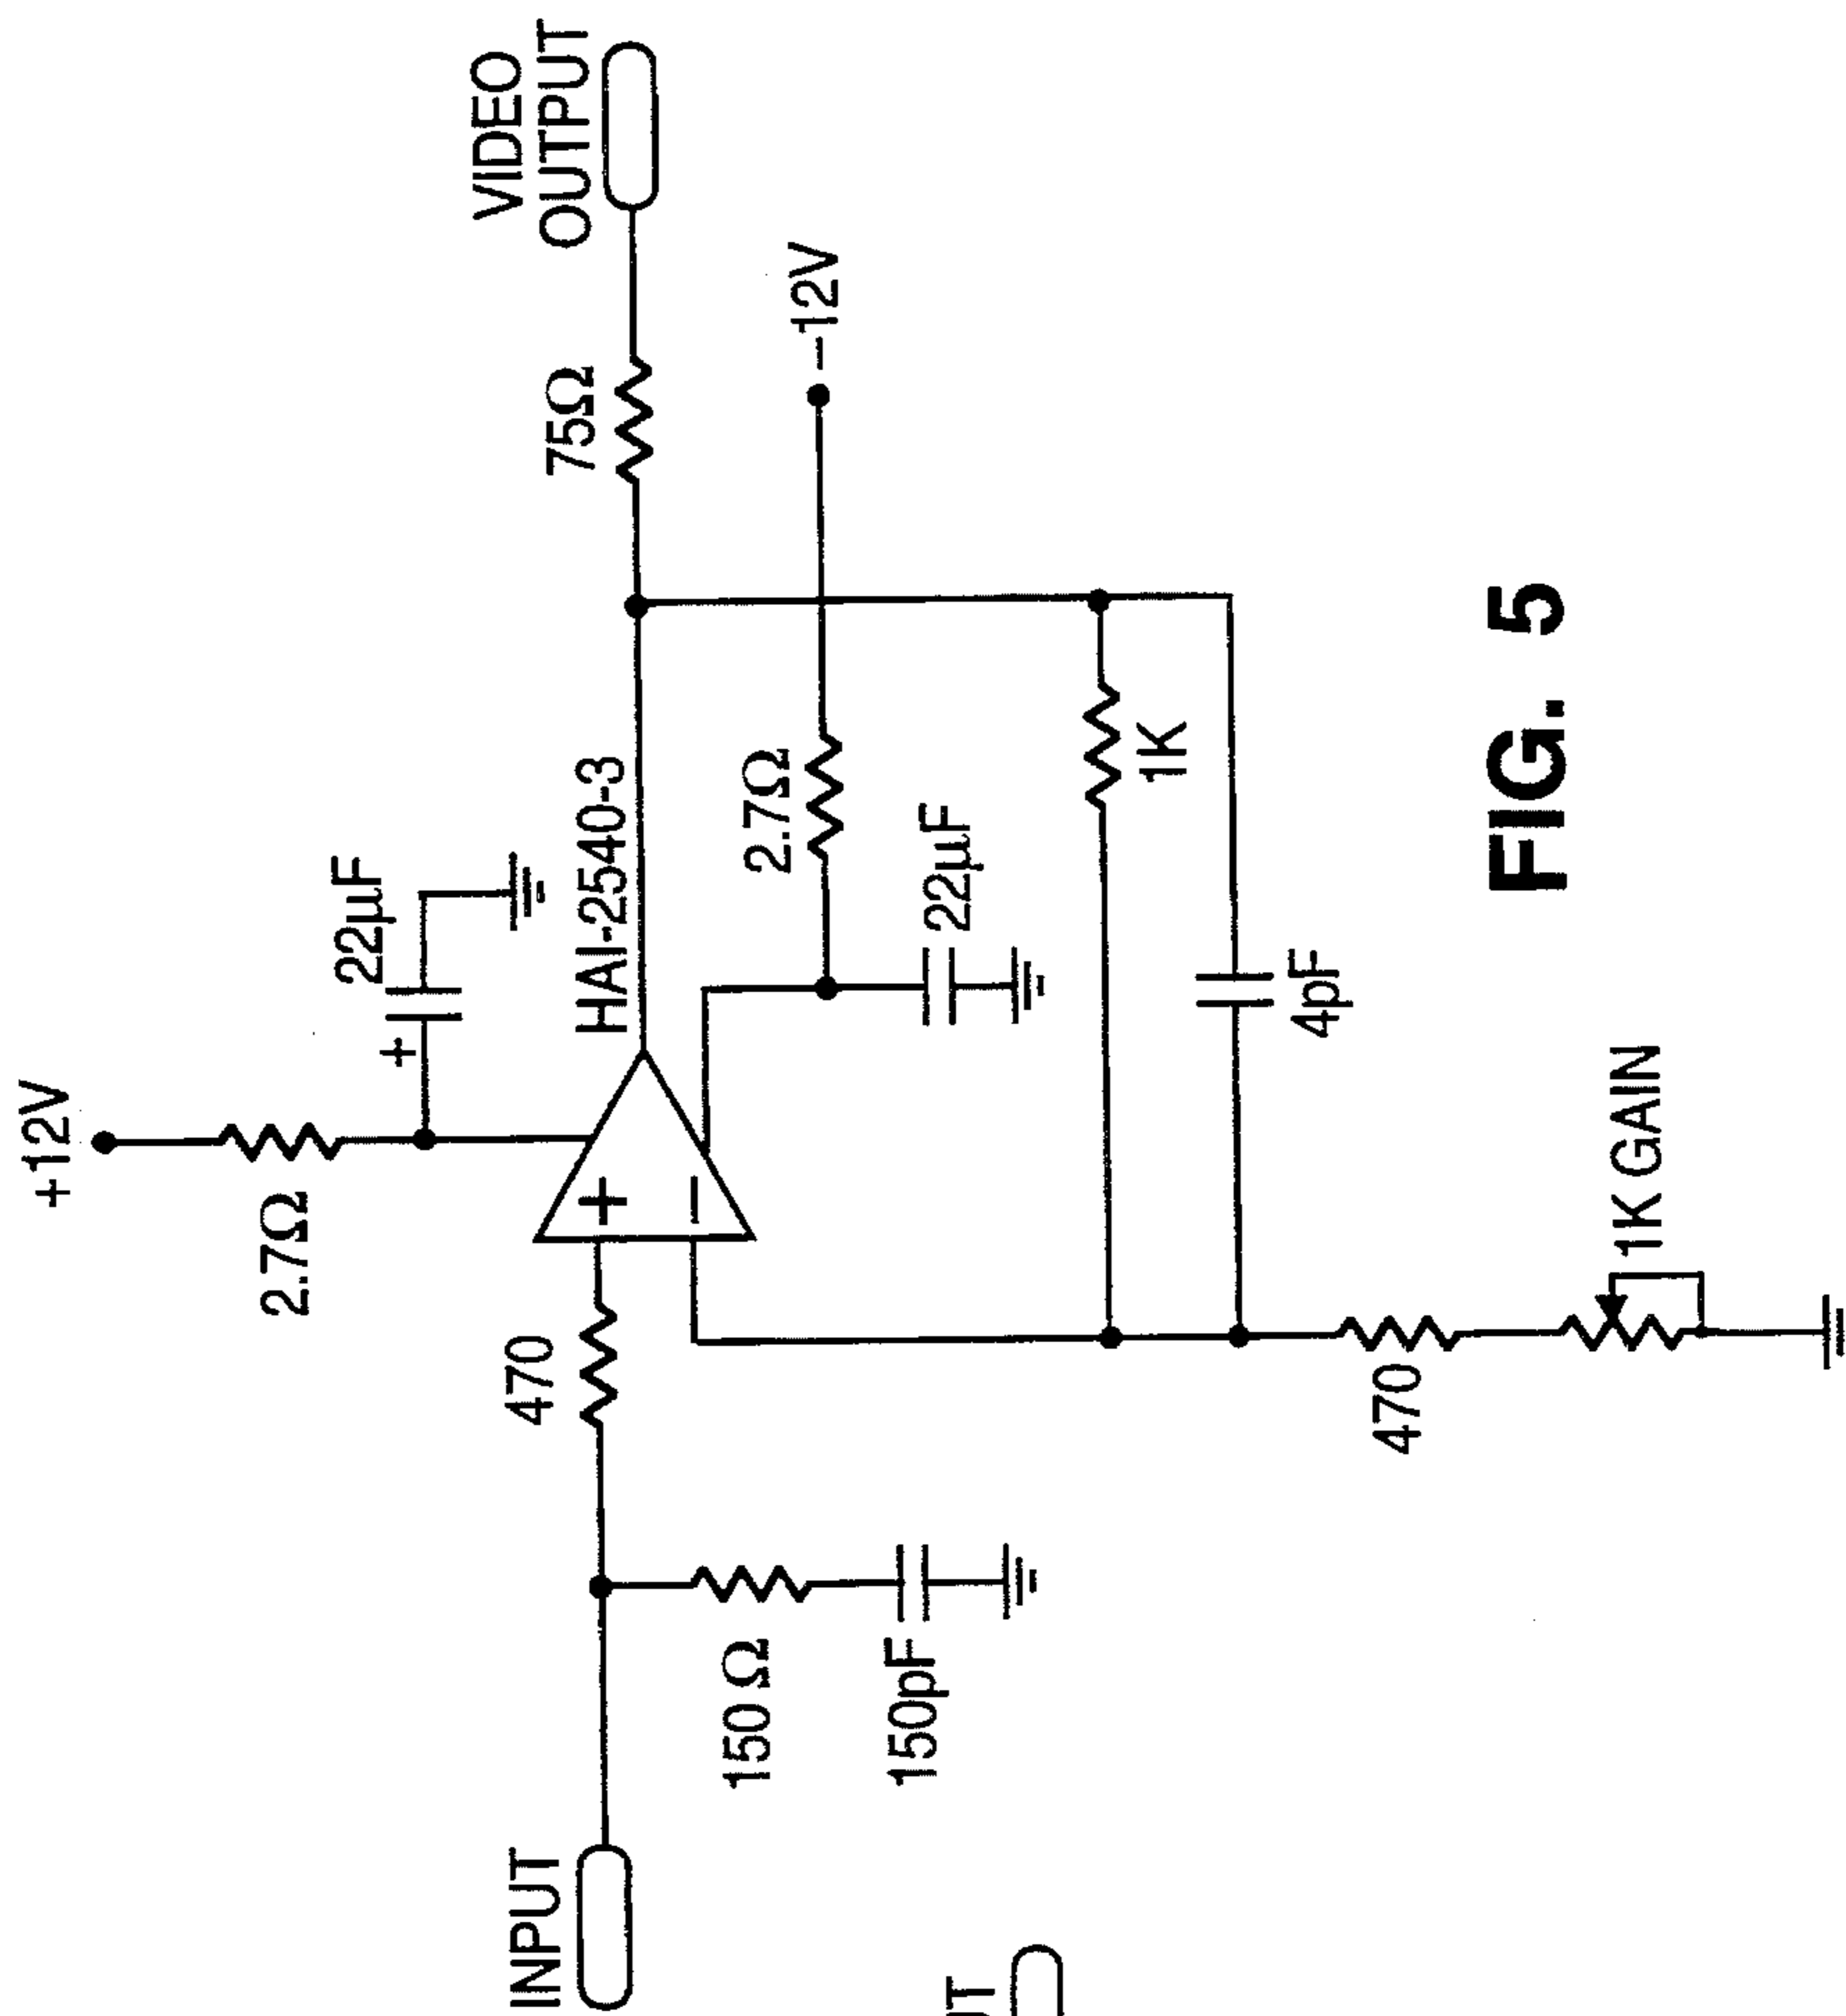 +12V
2.7Ω
22µF
+
INPUT
470
+
−
HAI-2540-3
75Ω
VIDEO
OUTPUT
150 Ω
2.7Ω
−12V
150pF
22µF
1K
4pF
470
1K GAIN
FIG. 5